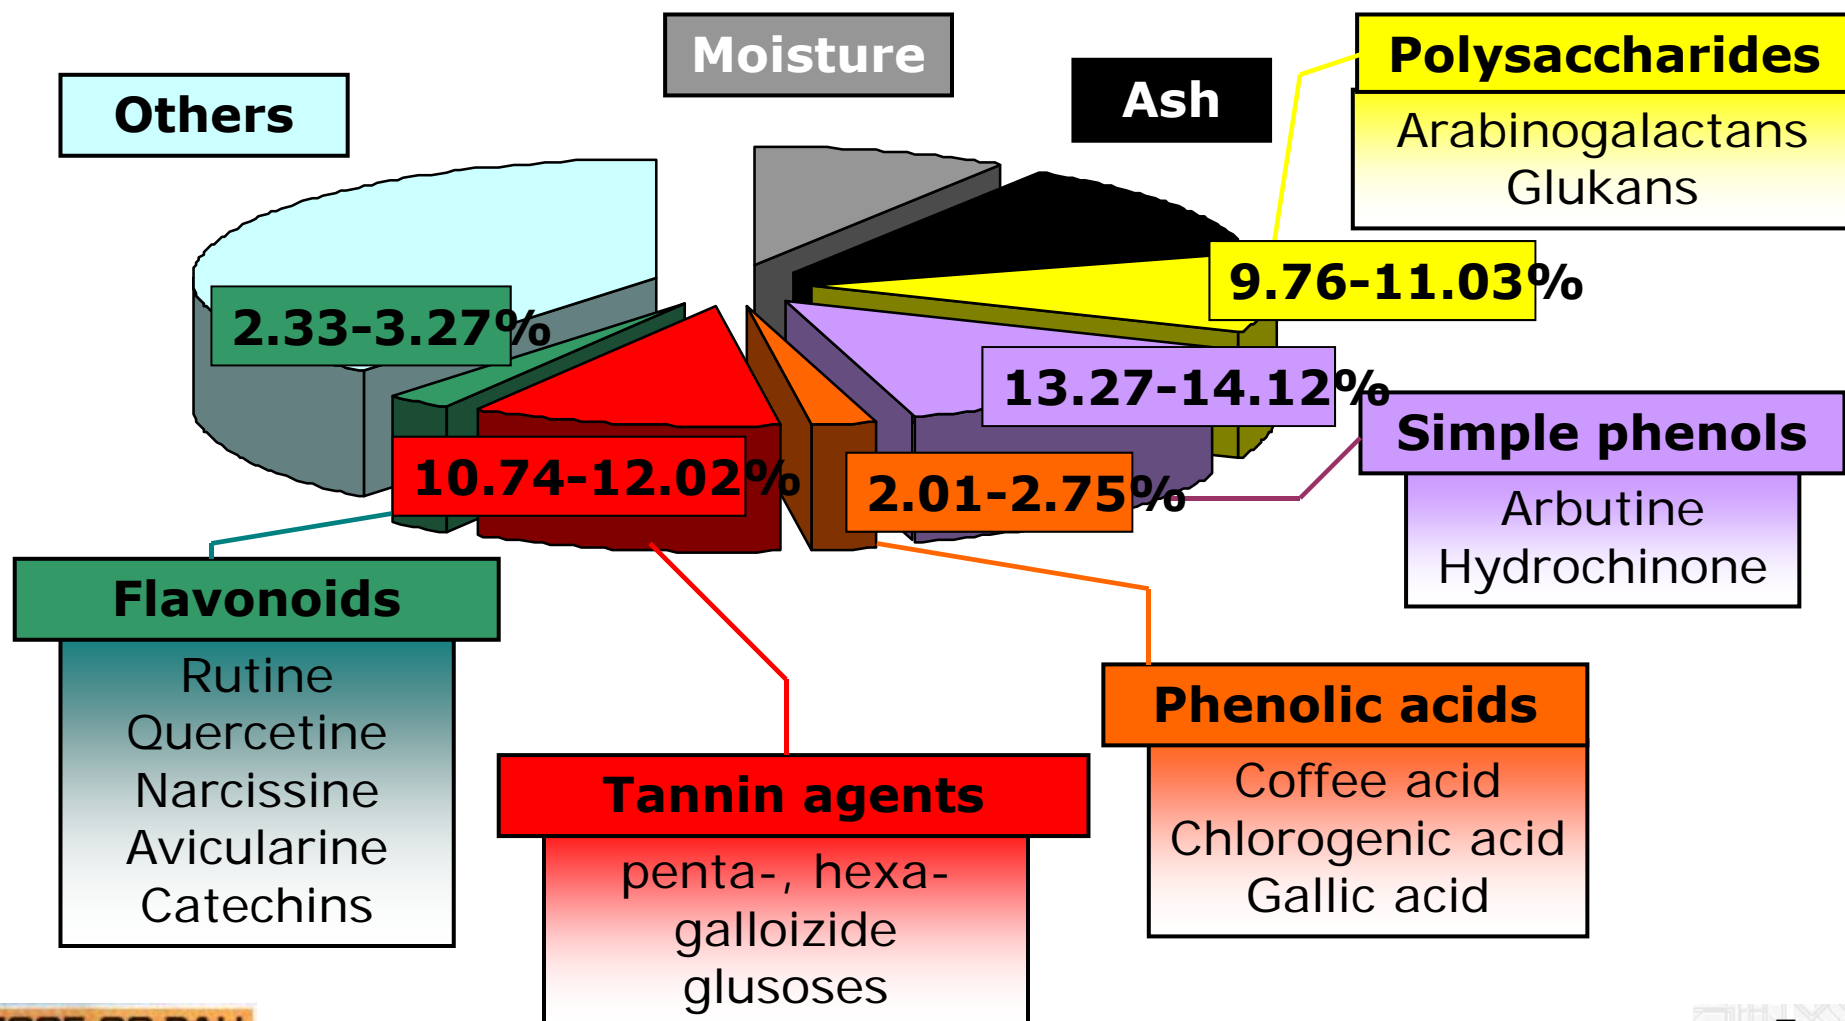 Moisture
Polysaccharides
Others
Ash
Arabinogalactans
Glukans
9.76-11.03%
2.33-3.27%
13.27-14.12%
Simple phenols
10.74-12.02%
2.01-2.75%
Arbutine
Hydrochinone
Flavonoids
Rutine
Quercetine
Narcissine
Avicularine
Catechins
Phenolic acids
Coffee acid
Chlorogenic acid
Gallic acid
Tannin agents
penta-, hexa-
galloizide
glusoses